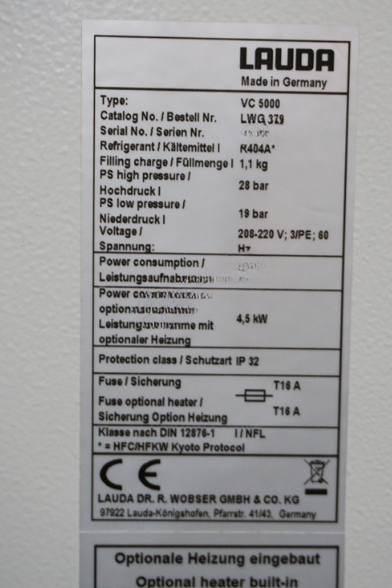 LAUDA
Made in Germany
Type: VC 5000
Catalog No. / Bestell Nr. LWG 379
Serial No. / Serien Nr.
Refrigerant / Kältemittel I R404A*
Filling charge / Füllmenge I 1,1 kg
PS high pressure /
Hochdruck I 28 bar
PS low pressure /
Niederdruck I 19 bar
Voltage / 208-220 V; 3/PE; 60
Spannung: Hz
Power consumption /
Leistungsaufnahme
Power
optional
mit 4,5 kW
optionaler Heizung
Protection class / Schutzart IP 32
Fuse / Sicherung T16 A
Fuse optional heater / T16 A
Sicherung Option Heizung
Klasse nach DIN 12876-1 I / NFL
* = HFC/HFKW Kyoto Protocol
CE
LAUDA DR. R. WOBSER GMBH & CO. KG
97922 Lauda-Königshofen, Pfarrstr. 41/43, Germany
Optionale Heizung eingebaut
Optional heater built-in